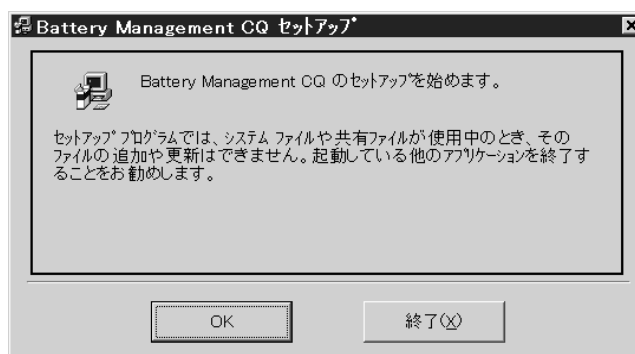 Battery Management CQ ｾｯﾄｱｯﾌﾟ
Battery Management CQ のｾｯﾄｱｯﾌﾟを始めます。
ｾｯﾄｱｯﾌﾟ ﾌﾟﾛｸﾞﾗﾑでは、ｼｽﾃﾑ ﾌｧｲﾙや共有ﾌｧｲﾙが使用中のとき、その
ﾌｧｲﾙの追加や更新はできません。起動している他のｱﾌﾟﾘｹｰｼｮﾝを終了す
ることをお勧めします。
OK
終了(X)